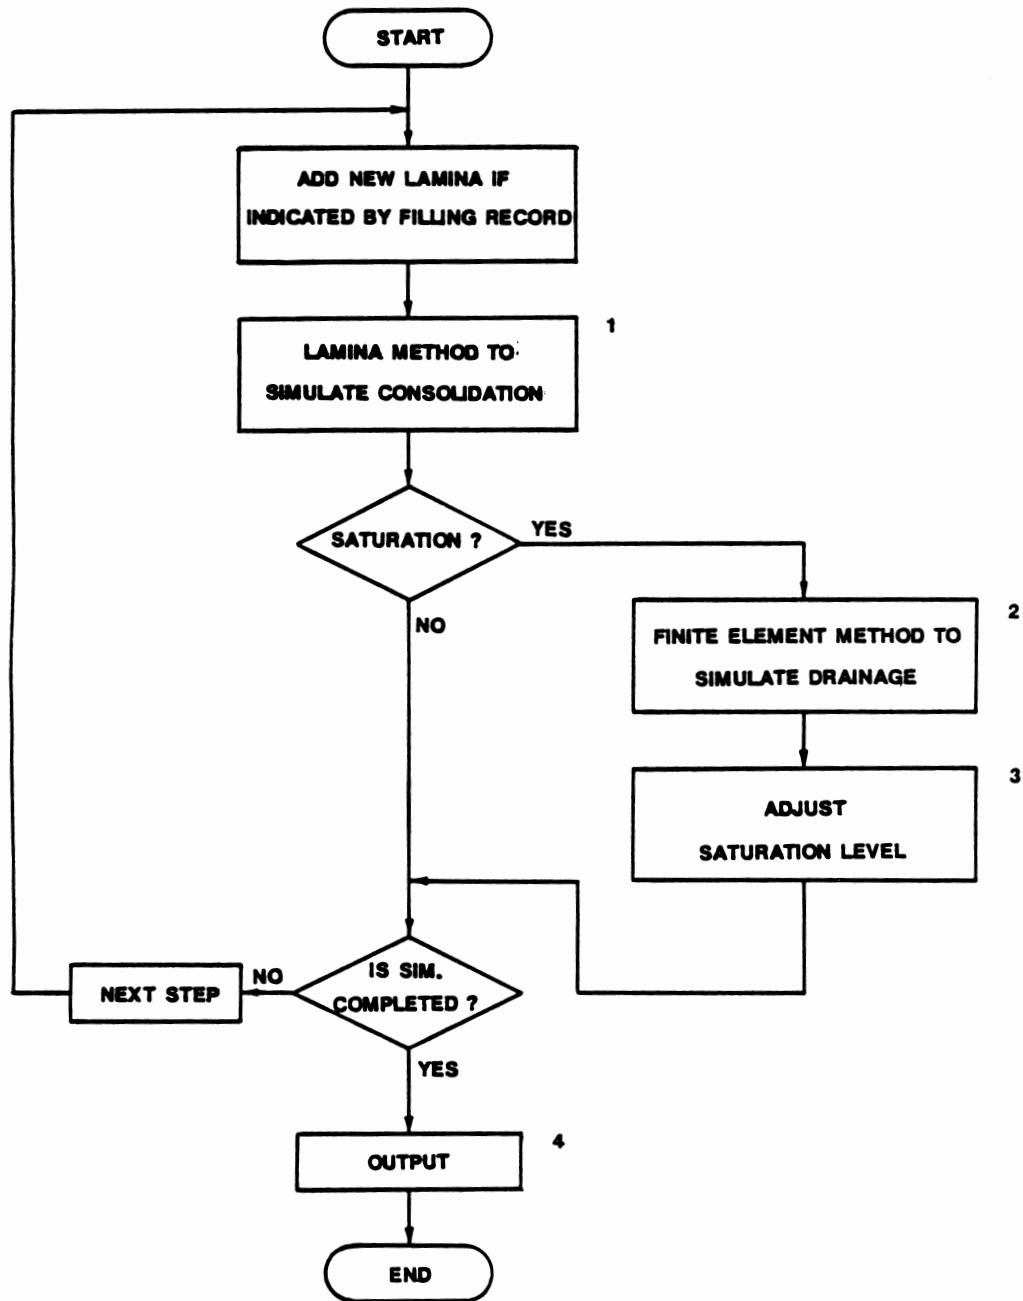 START
ADD NEW LAMINA IF
INDICATED BY FILLING RECORD
1
LAMINA METHOD TO
SIMULATE CONSOLIDATION
SATURATION ?
YES
NO
2
FINITE ELEMENT METHOD TO
SIMULATE DRAINAGE
3
ADJUST
SATURATION LEVEL
IS SIM.
COMPLETED ?
NO
NEXT STEP
YES
4
OUTPUT
END